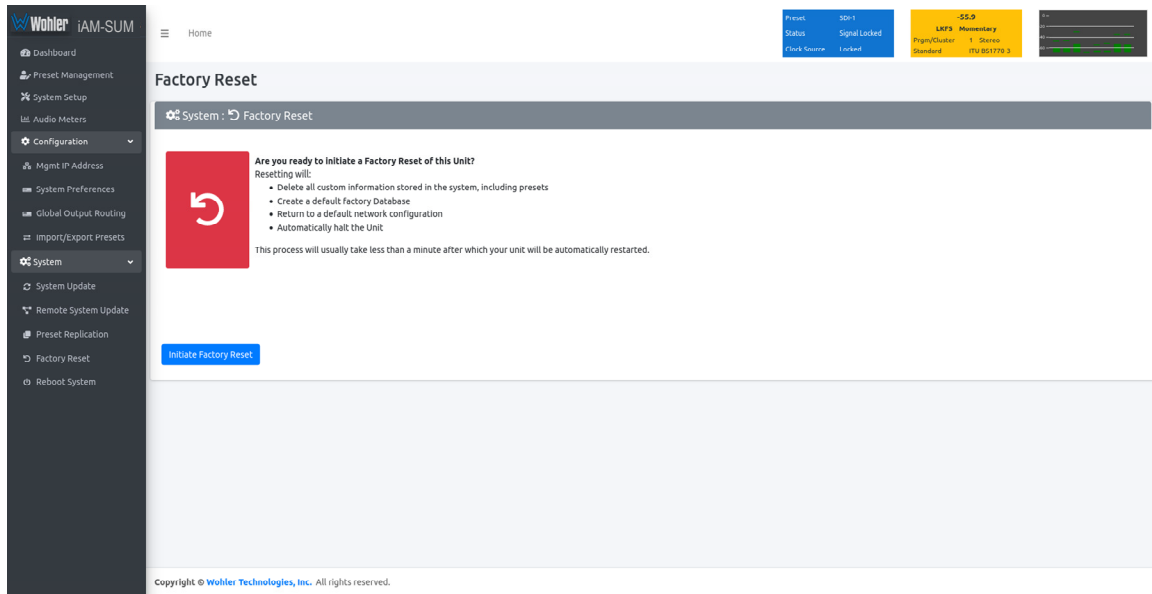 Wohler iAM-SUM
Home
Preset SDI-1
Status Signal Locked
Clock Source Locked
-55.9
LKFS Momentary
Prgm/Cluster 1 Stereo
Standard ITU BS1770 3
Dashboard
Preset Management
System Setup
Audio Meters
Configuration
Mgmt IP Address
System Preferences
Global Output Routing
Import/Export Presets
System
System Update
Remote System Update
Preset Replication
Factory Reset
Reboot System
Factory Reset
System : Factory Reset
Are you ready to initiate a Factory Reset of this Unit?
Resetting will:
• Delete all custom information stored in the system, including presets
• Create a default factory Database
• Return to a default network configuration
• Automatically halt the Unit
This process will usually take less than a minute after which your unit will be automatically restarted.
Initiate Factory Reset
Copyright © Wohler Technologies, Inc. All rights reserved.